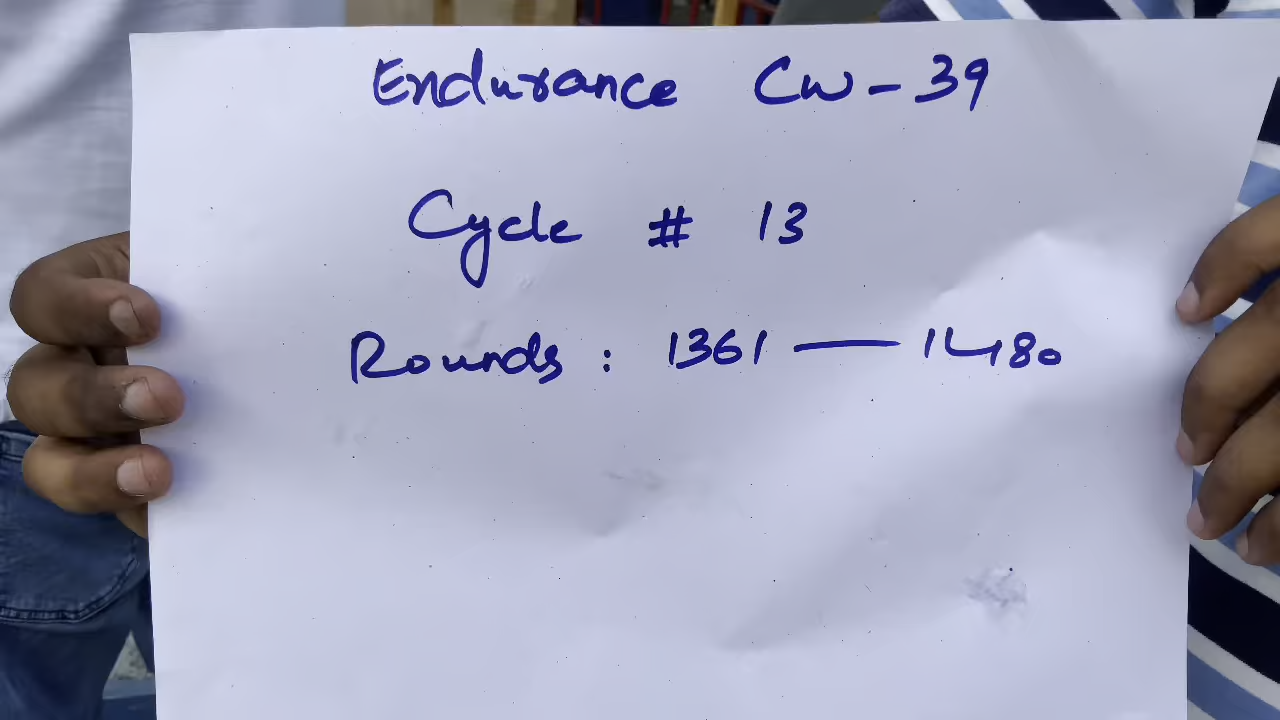 Endurance CW - 39
Cycle # 13
Rounds : 1361 — 1480